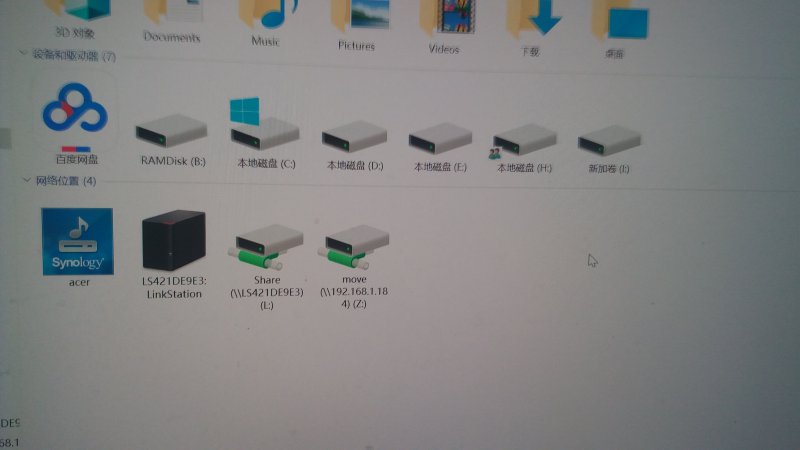 3D 对象
Documents
Music
Pictures
Videos
下载
桌面
设备和驱动器 (7)
百度网盘
RAMDisk (B:)
本地磁盘 (C:)
本地磁盘 (D:)
本地磁盘 (E:)
本地磁盘 (H:)
新加卷 (I:)
网络位置 (4)
Synology
acer
LS421DE9E3:
LinkStation
Share
(\\LS421DE9E3)
(L:)
move
(\\192.168.1.18
4) (Z:)
DE9
68.1